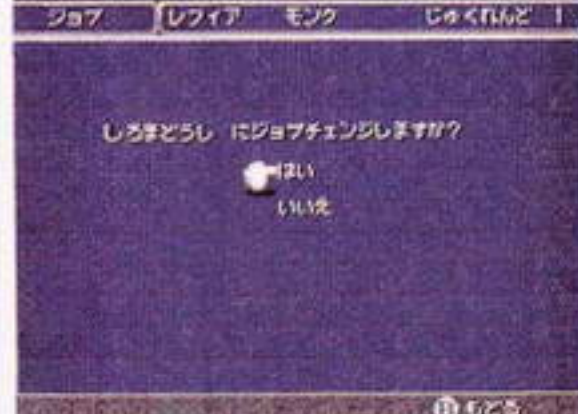 ジョブ レフィア モンク じゅくれんど 1
しろまどうし にジョブチェンジしますか?
はい
いいえ
B もどる